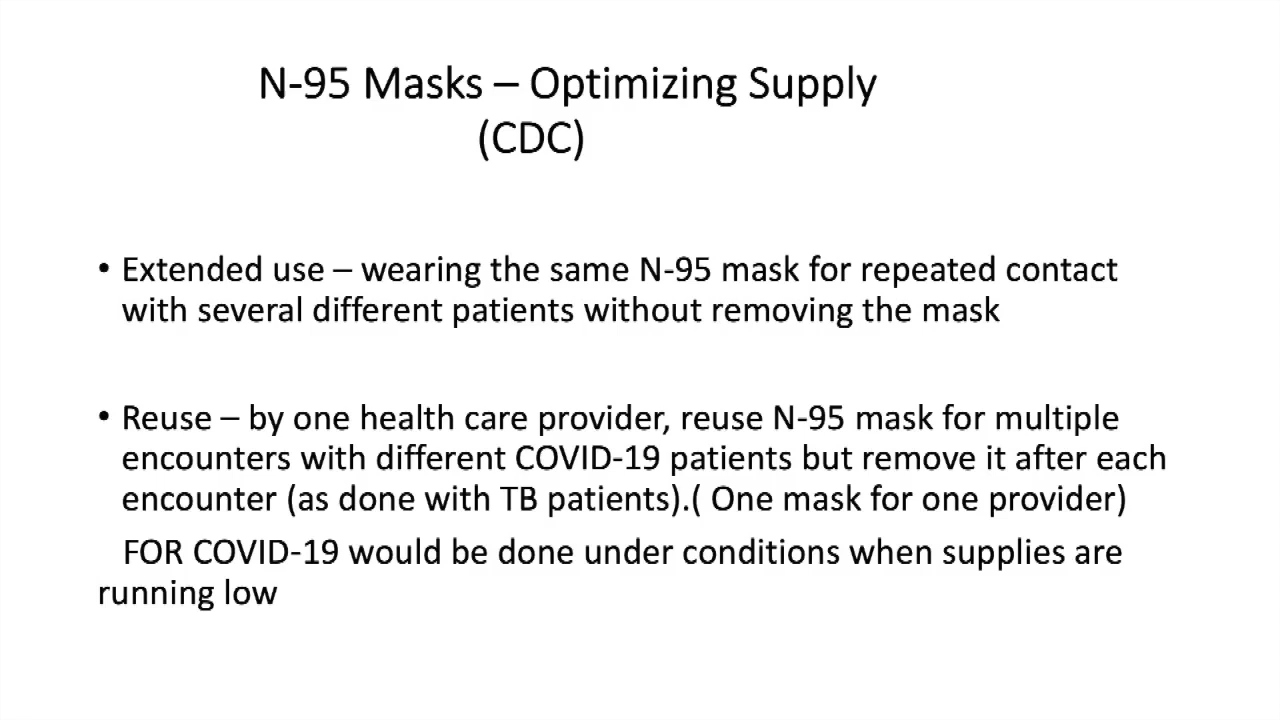 N-95 Masks – Optimizing Supply
(CDC)
• Extended use – wearing the same N-95 mask for repeated contact
with several different patients without removing the mask
• Reuse – by one health care provider, reuse N-95 mask for multiple
encounters with different COVID-19 patients but remove it after each
encounter (as done with TB patients).( One mask for one provider)
FOR COVID-19 would be done under conditions when supplies are
running low